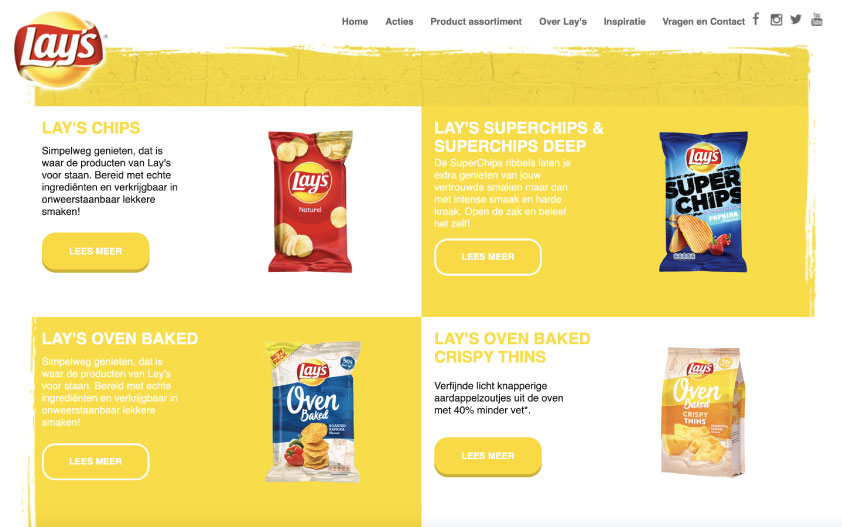 Home Acties Product assortiment Over Lay's Inspiratie Vragen en Contact
Lay's
LAY'S CHIPS
Simpelweg genieten, dat is
waar de producten van Lay's
voor staan. Bereid met echte
ingrediënten en verkrijgbaar in
onweerstaanbaar lekkere
smaken!
LEES MEER
Lay's
Naturel
LAY'S SUPERCHIPS &
SUPERCHIPS DEEP
De SuperChips ribbels laten je
extra genieten van jouw
vertrouwde smaken maar dan
met intense smaak en harde
kraak. Open de zak en beleef
het zelf!
LEES MEER
Lay's
SUPER
CHIPS
PAPRIKA
LAY'S OVEN BAKED
Simpelweg genieten, dat is
waar de producten van Lay's
voor staan. Bereid met echte
ingrediënten en verkrijgbaar in
onweerstaanbaar lekkere
smaken!
LEES MEER
NEW
PACK
Lay's
Oven
Baked
LAY'S OVEN BAKED
CRISPY THINS
Verfijnde licht knapperige
aardappelzoutjes uit de oven
met 40% minder vet*.
LEES MEER
Lay's
Oven
Baked
CRISPY
THINS